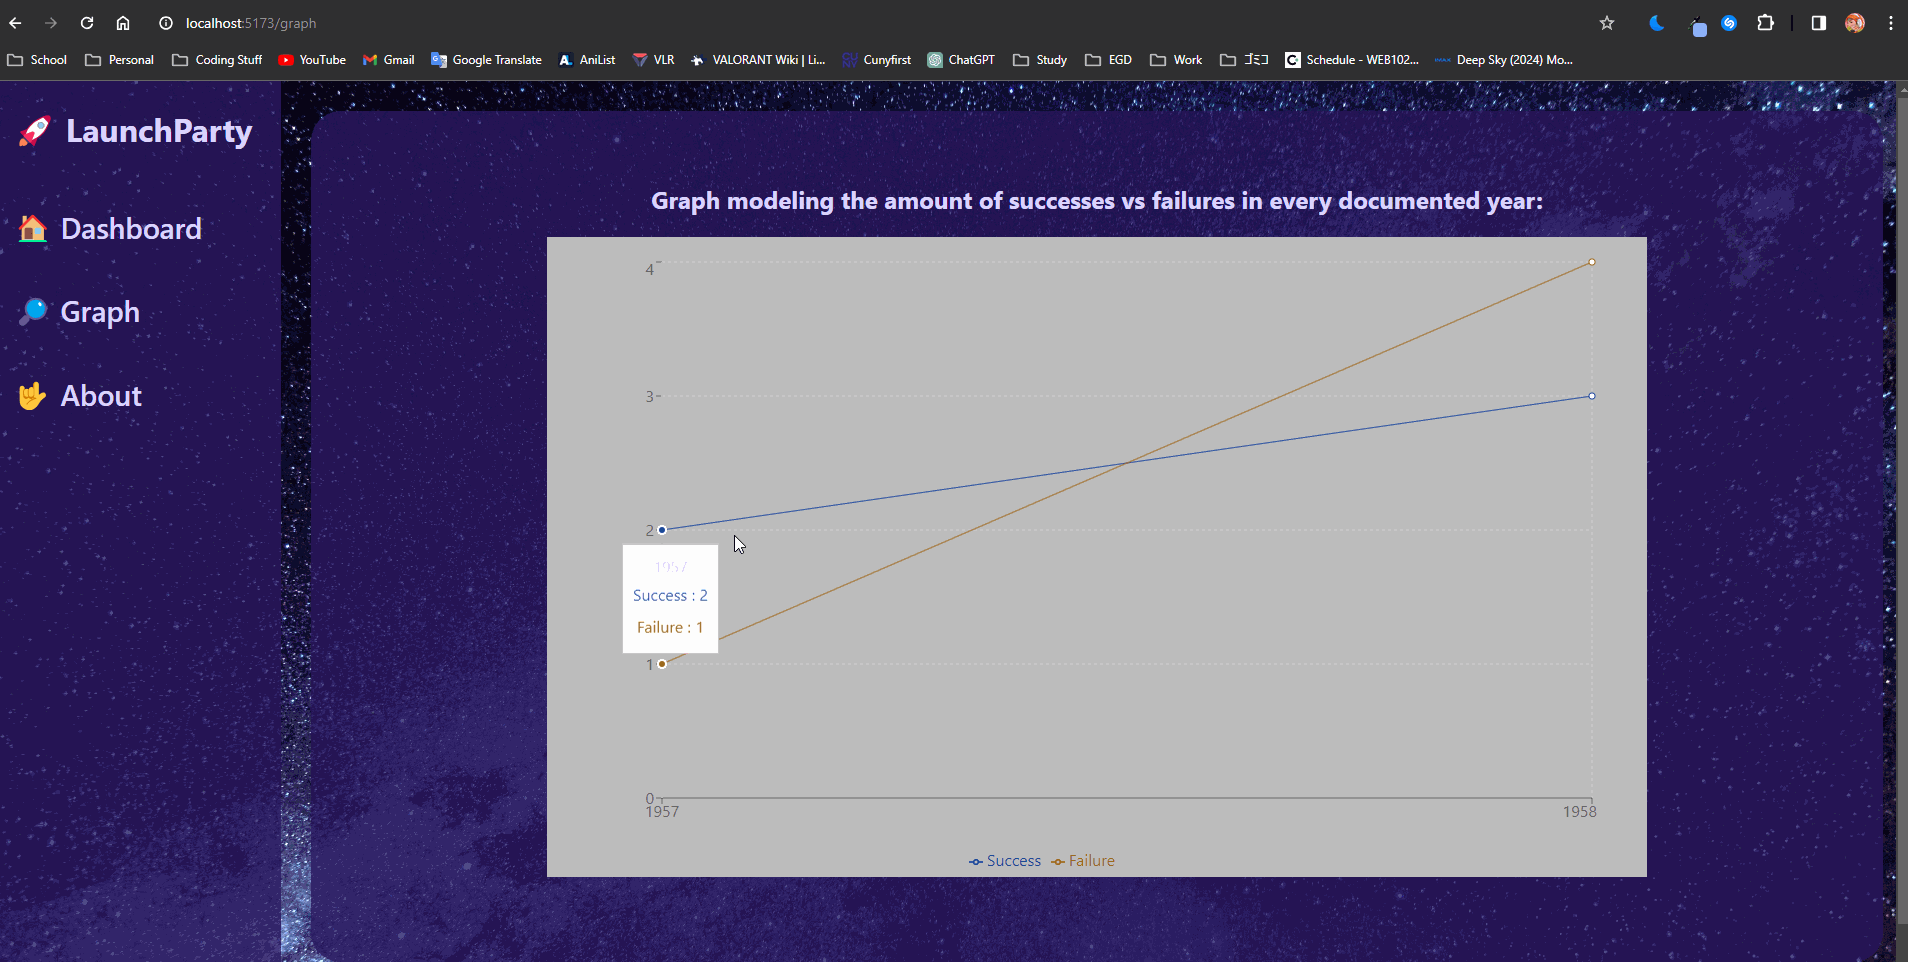 localhost:5173/graph
School Personal Coding Stuff YouTube Gmail Google Translate AniList VLR VALORANT Wiki | Li... Cunyfirst ChatGPT Study EGD Work ゴミコ Schedule - WEB102... Deep Sky (2024) Mo...
LaunchParty
Dashboard
Graph
About
Graph modeling the amount of successes vs failures in every documented year:
4
3
2
1957
Success : 2
Failure : 1
1
0
1957 1958
Success Failure